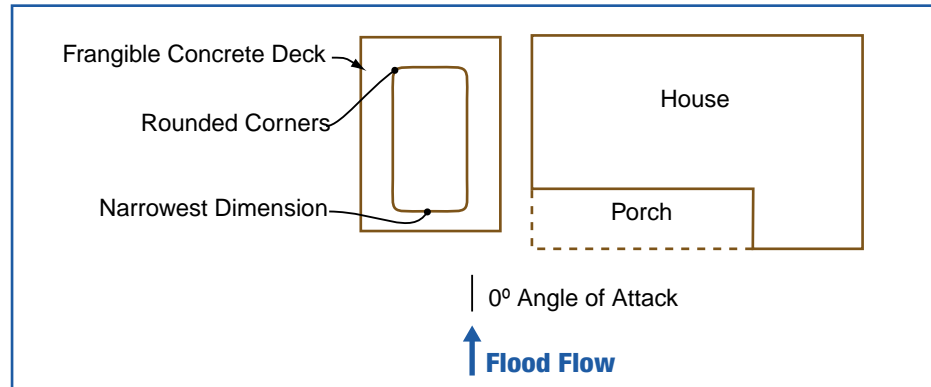 Frangible Concrete Deck
House
Rounded Corners
Narrowest Dimension
Porch
0º Angle of Attack
Flood Flow